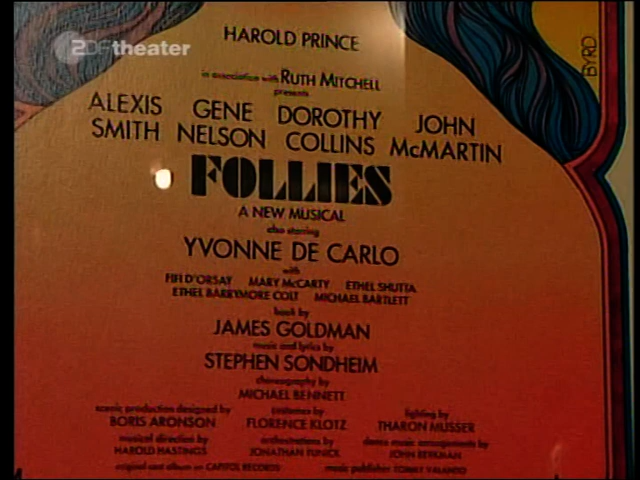 ZDFtheater
HAROLD PRINCE
BYRD
in association with RUTH MITCHELL
presents
ALEXIS SMITH GENE NELSON DOROTHY COLLINS JOHN McMARTIN
FOLLIES
A NEW MUSICAL
also starring
YVONNE DE CARLO
with
FIFI D'ORSAY MARY McCARTY ETHEL SHUTTA
ETHEL BARRYMORE COLT MICHAEL BARTLETT
book by
JAMES GOLDMAN
music and lyrics by
STEPHEN SONDHEIM
choreography by
MICHAEL BENNETT
scenic production designed by costumes by lighting by
BORIS ARONSON FLORENCE KLOTZ THARON MUSSER
musical direction by orchestrations by dance music arrangements by
HAROLD HASTINGS JONATHAN TUNICK JOHN BERKMAN
original cast album on CAPITOL RECORDS music publisher TOMMY VALANDO